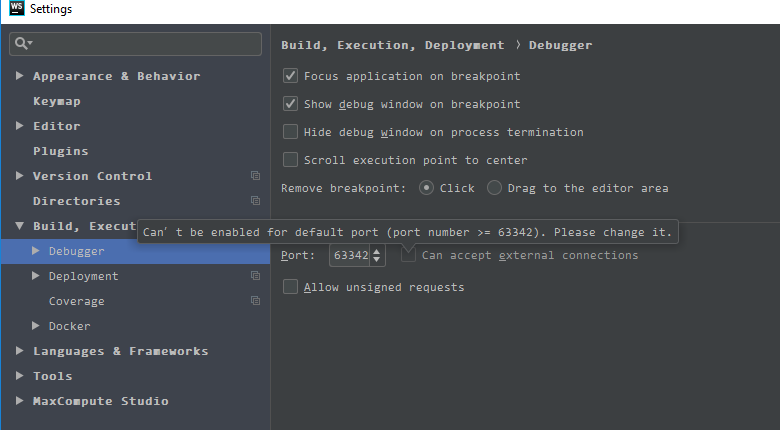 WS Settings
Build, Execution, Deployment 〉 Debugger
Appearance & Behavior
Keymap
Editor
Plugins
Version Control
Directories
Build, Execut
Debugger
Deployment
Coverage
Docker
Languages & Frameworks
Tools
MaxCompute Studio
Focus application on breakpoint
Show debug window on breakpoint
Hide debug window on process termination
Scroll execution point to center
Remove breakpoint: Click Drag to the editor area
Can't be enabled for default port (port number >= 63342). Please change it.
Port: 63342 Can accept external connections
Allow unsigned requests